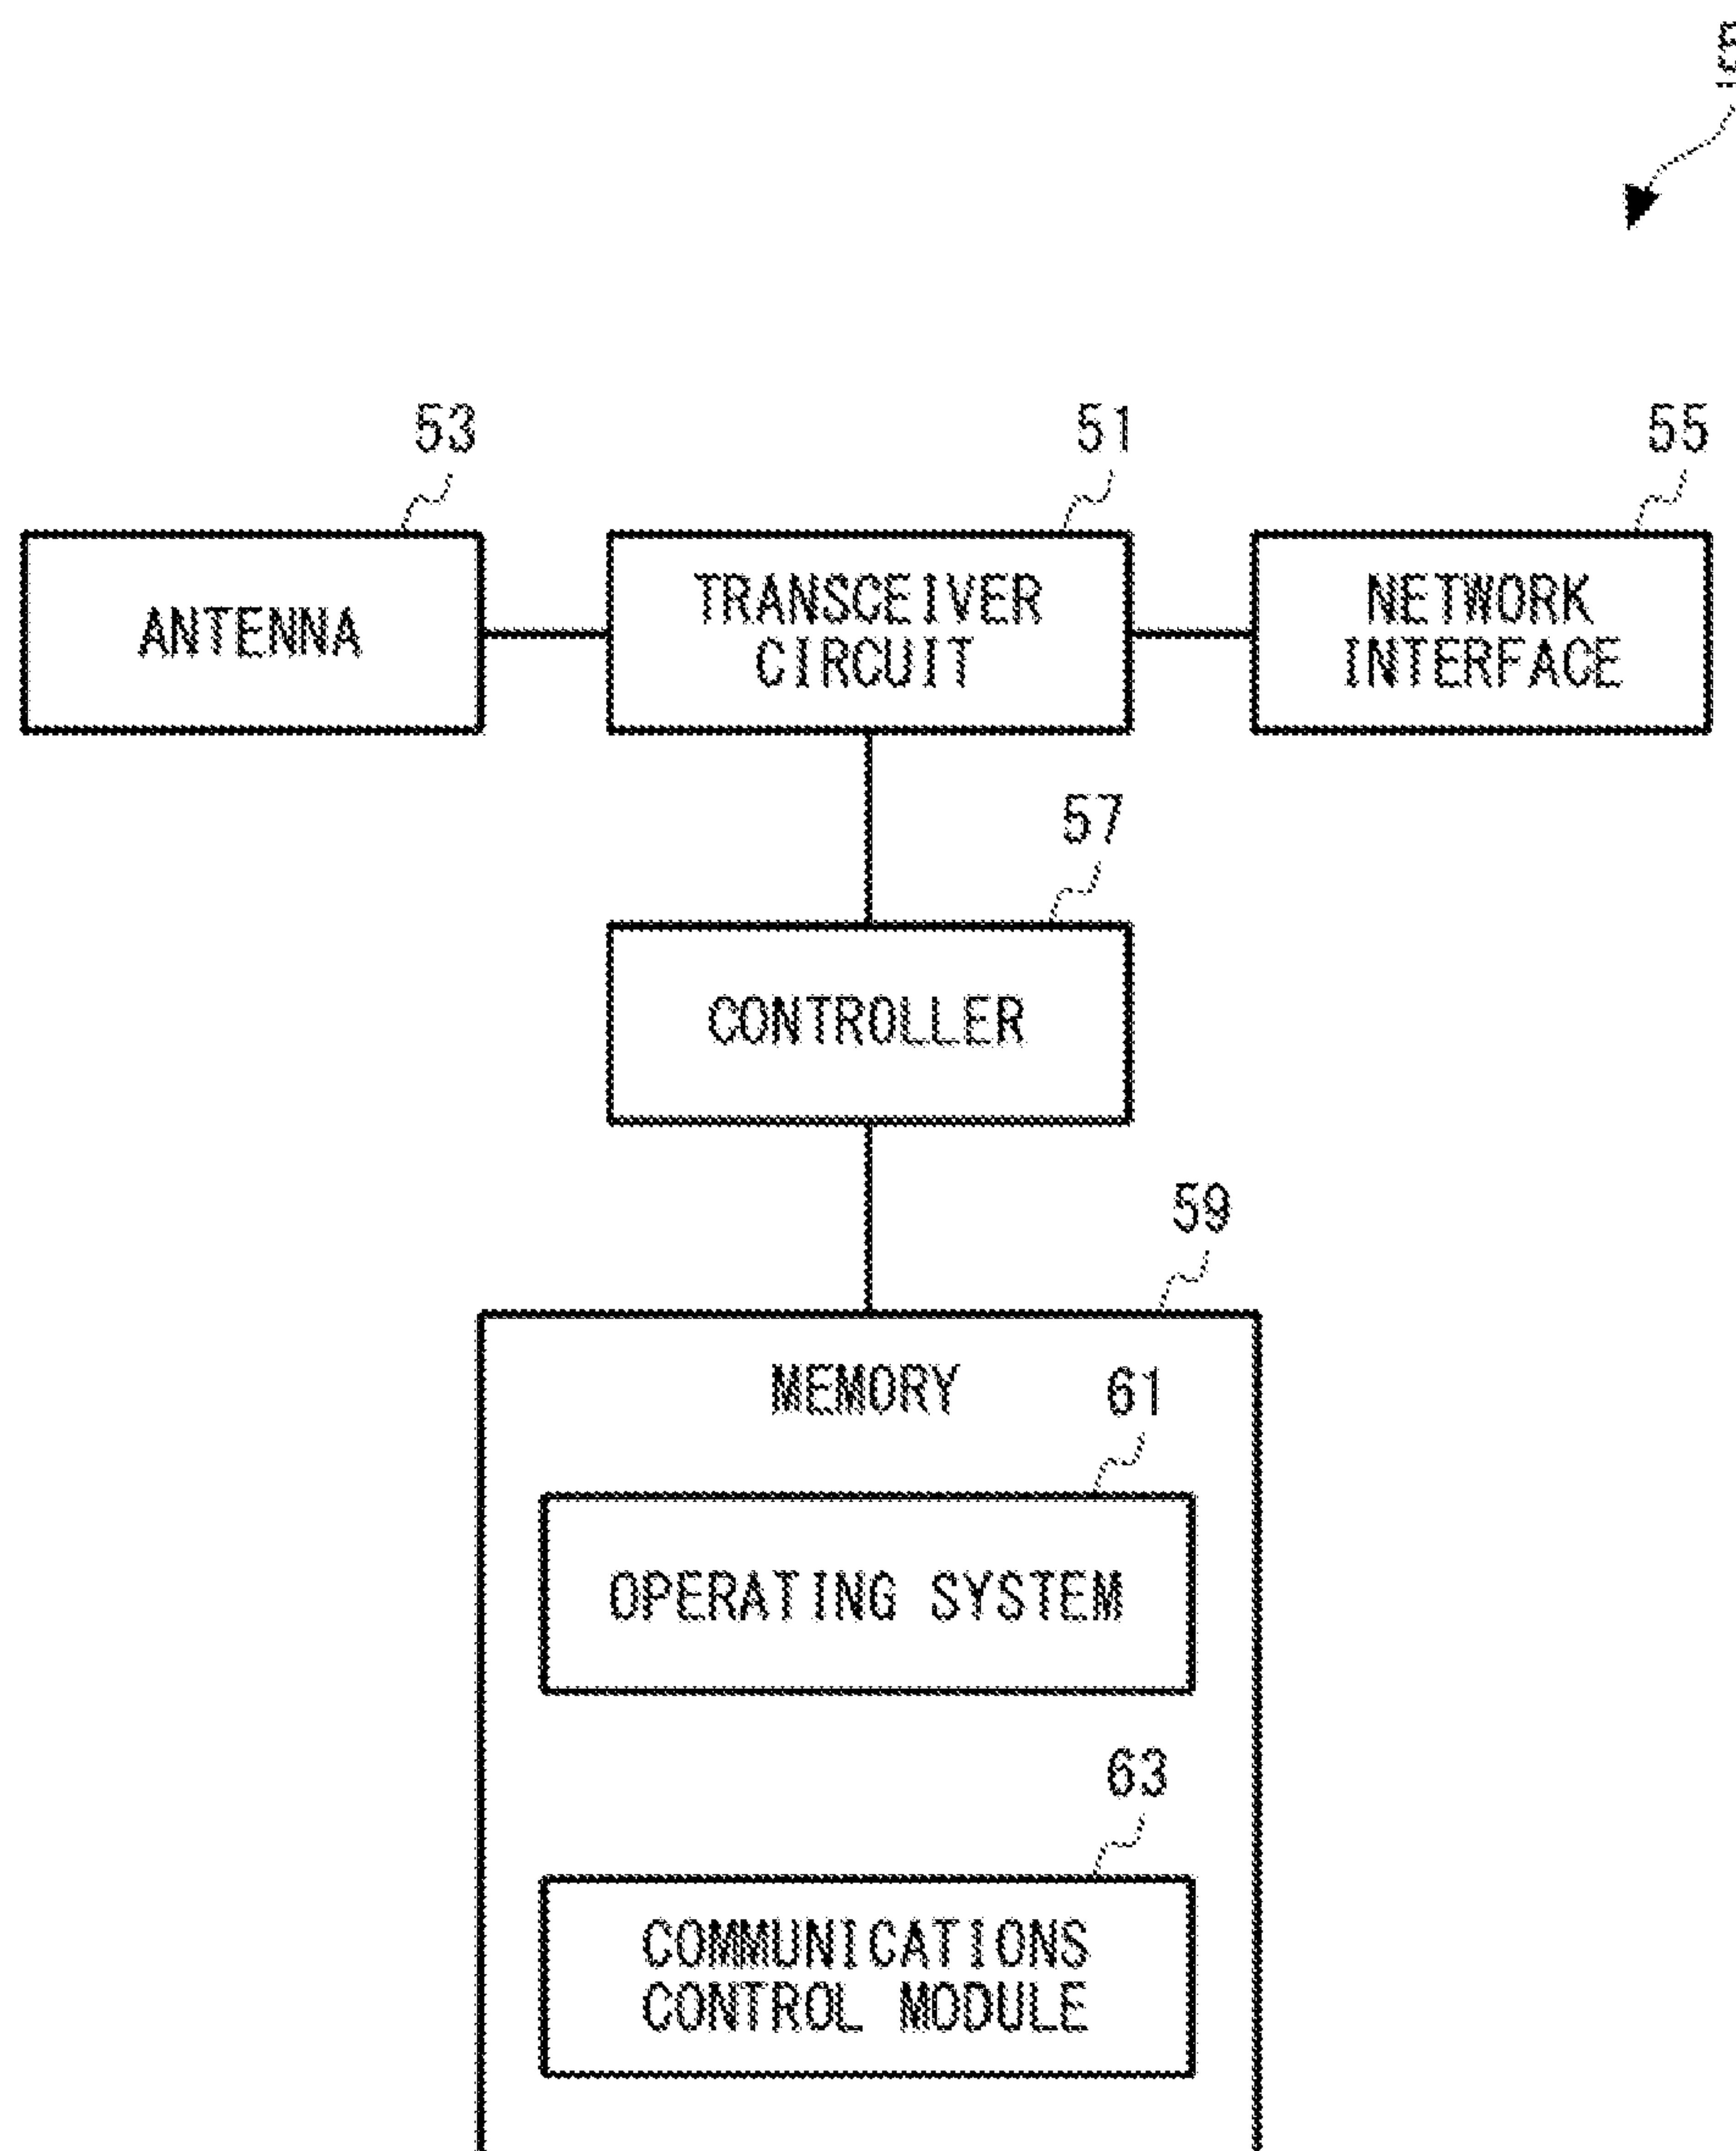 53
51
55
ANTENNA
TRANSCEIVER
CIRCUIT
NETWORK
INTERFACE
57
CONTROLLER
59
MEMORY
61
OPERATING SYSTEM
63
COMMUNICATIONS
CONTROL MODULE